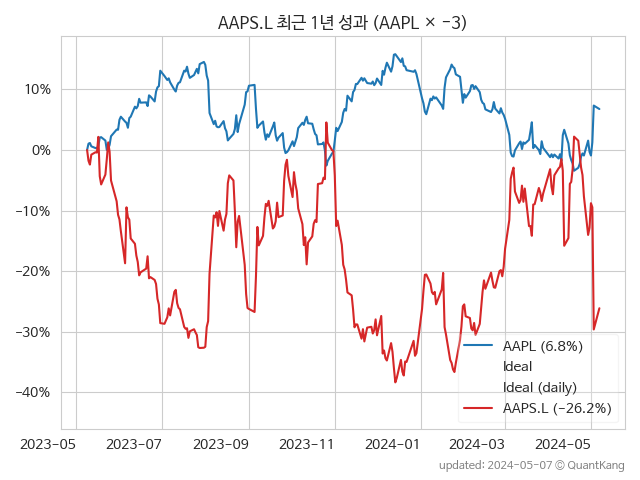 AAPS.L 최근 1년 성과 (AAPL × −3)
10%
0%
−10%
−20%
−30%
−40%
AAPL (6.8%)
Ideal
Ideal (daily)
AAPS.L (−26.2%)
2023-05 2023-07 2023-09 2023-11 2024-01 2024-03 2024-05
updated: 2024-05-07 © QuantKang